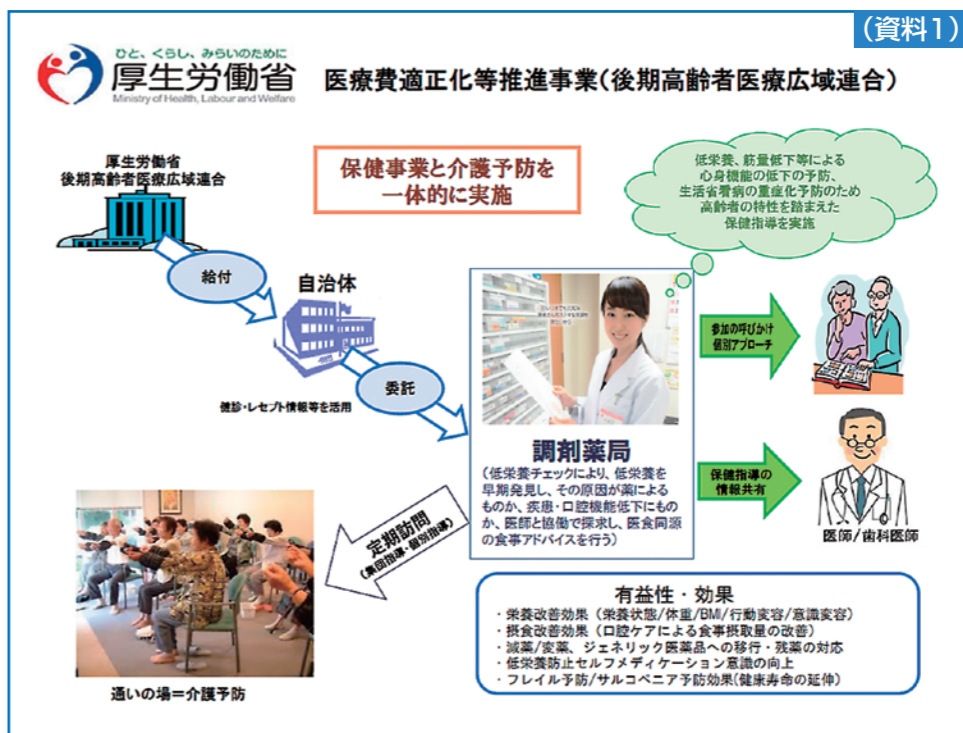 (資料1)
ひと、くらし、みらいのために
厚生労働省
Ministry of Health, Labour and Welfare
医療費適正化等推進事業(後期高齢者医療広域連合)
厚生労働省
後期高齢者医療広域連合
保健事業と介護予防を
一体的に実施
低栄養、筋量低下等による
心身機能の低下の予防、
生活省看病の重症化予防のため
高齢者の特性を踏まえた
保健指導を実施
給付
自治体
委託
健診・レセプト情報等を活用
参加の呼びかけ
個別アプローチ
調剤薬局
(低栄養チェックにより、低栄養を
早期発見し、その原因が薬による
ものか、疾患・口腔機能低下にもの
か、医師と協働で探求し、医食同源
の食事アドバイスを行う)
保健指導の
情報共有
医師/歯科医師
定期訪問
(集団指導・個別指導)
通いの場=介護予防
有益性・効果
・栄養改善効果(栄養状態/体重/BMI/行動変容/意識変容)
・摂食改善効果(口腔ケアによる食事摂取量の改善)
・減薬/変薬、ジェネリック医薬品への移行・残薬の対応
・低栄養防止セルフメディケーション意識の向上
・フレイル予防/サルコペニア予防効果(健康寿命の延伸)